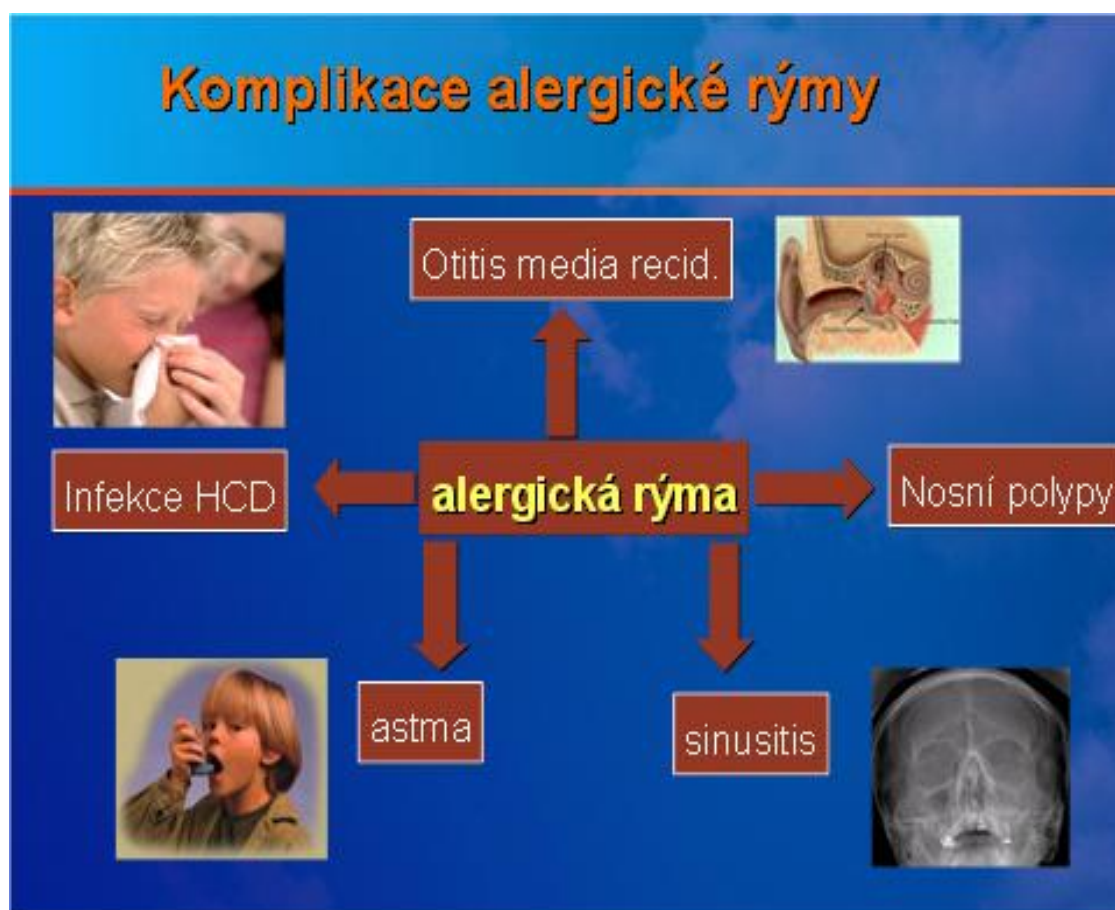 Komplikace alergické rýmy
Otitis media recid.
Infekce HCD
alergická rýma
Nosní polypy
astma
sinusitis